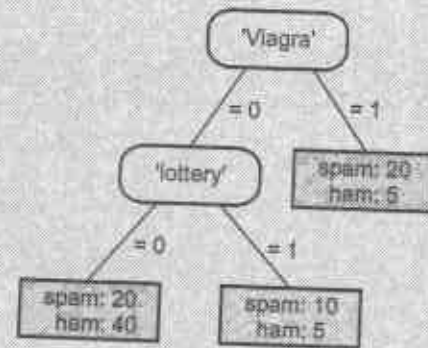 'Viagra'
= 0
= 1
'lottery'
spam: 20
ham: 5
= 0
= 1
spam: 20
ham: 40
spam: 10
ham: 5